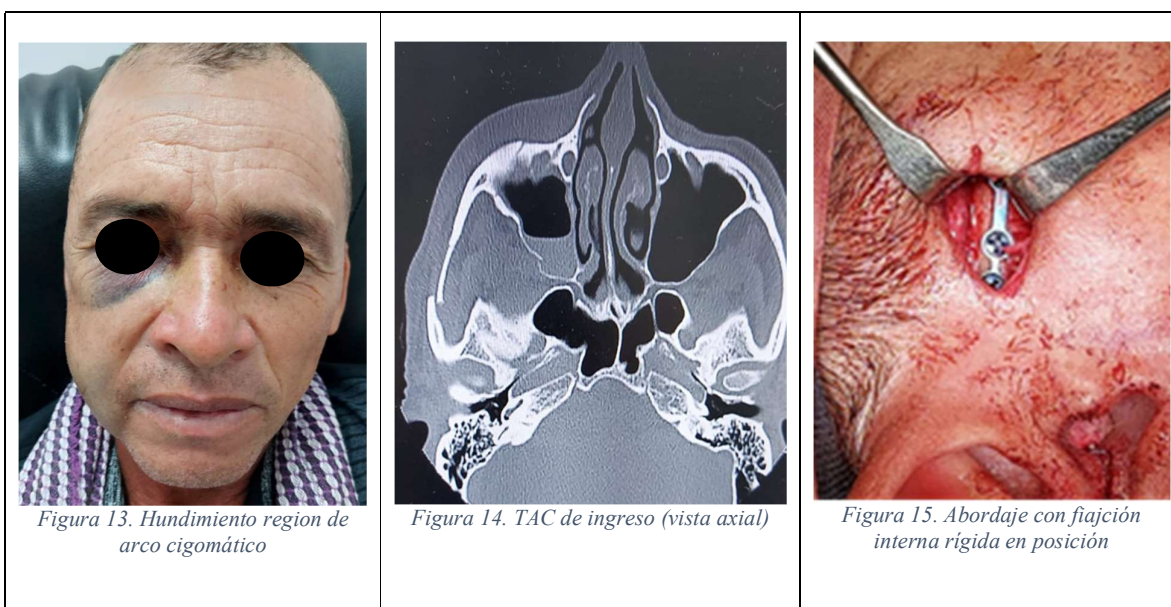 Figura 13. Hundimiento region de
arco cigomático
Figura 14. TAC de ingreso (vista axial)
Figura 15. Abordaje con fiajción
interna rígida en posición